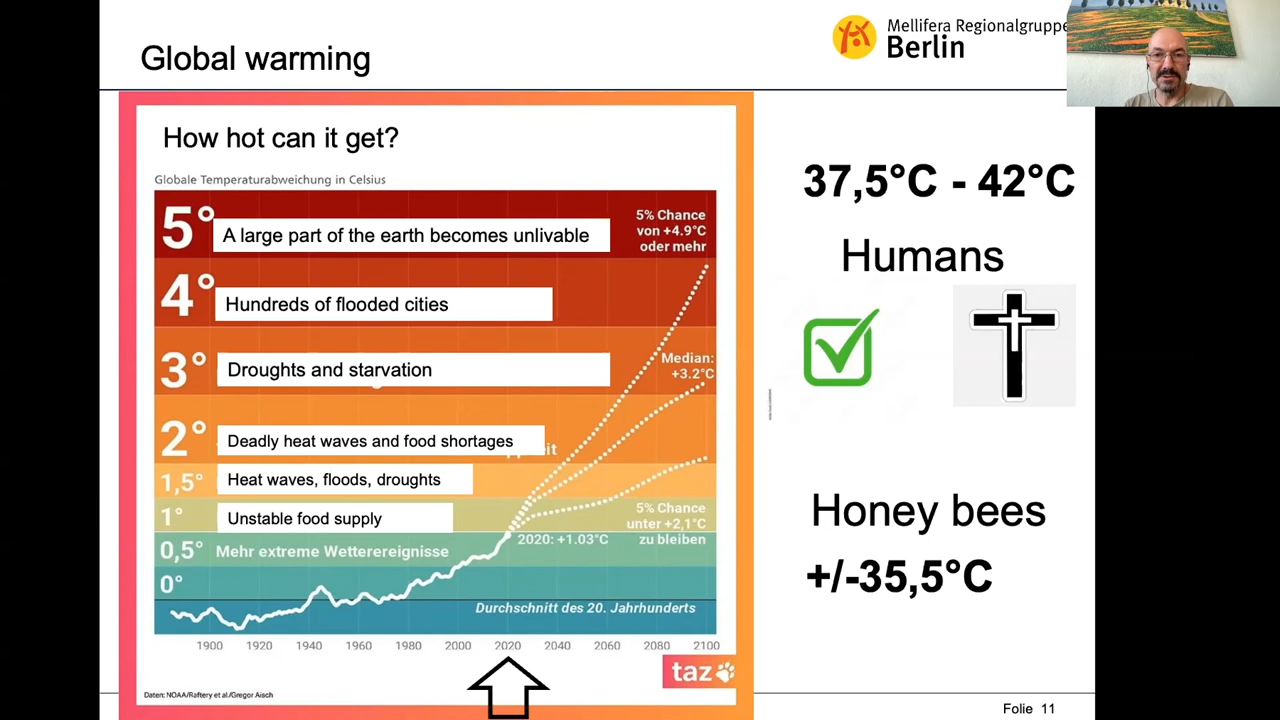 Global warming
Mellifera Regionalgruppe
Berlin
How hot can it get?
Globale Temperaturabweichung in Celsius
5°
A large part of the earth becomes unlivable
5% Chance
von +4.9°C
oder mehr
4°
Hundreds of flooded cities
3°
Droughts and starvation
Median:
+3.2°C
2°
Deadly heat waves and food shortages
1,5°
Heat waves, floods, droughts
1°
Unstable food supply
5% Chance
unter +2,1°C
zu bleiben
0,5°
Mehr extreme Wetterereignisse
2020: +1.03°C
0°
Durchschnitt des 20. Jahrhunderts
1900 1920 1940 1960 1980 2000 2020 2040 2060 2080 2100
taz
Daten: NOAA/Raftery et al./Gregor Aisch
37,5°C - 42°C
Humans
Honey bees
+/-35,5°C
Folie 11